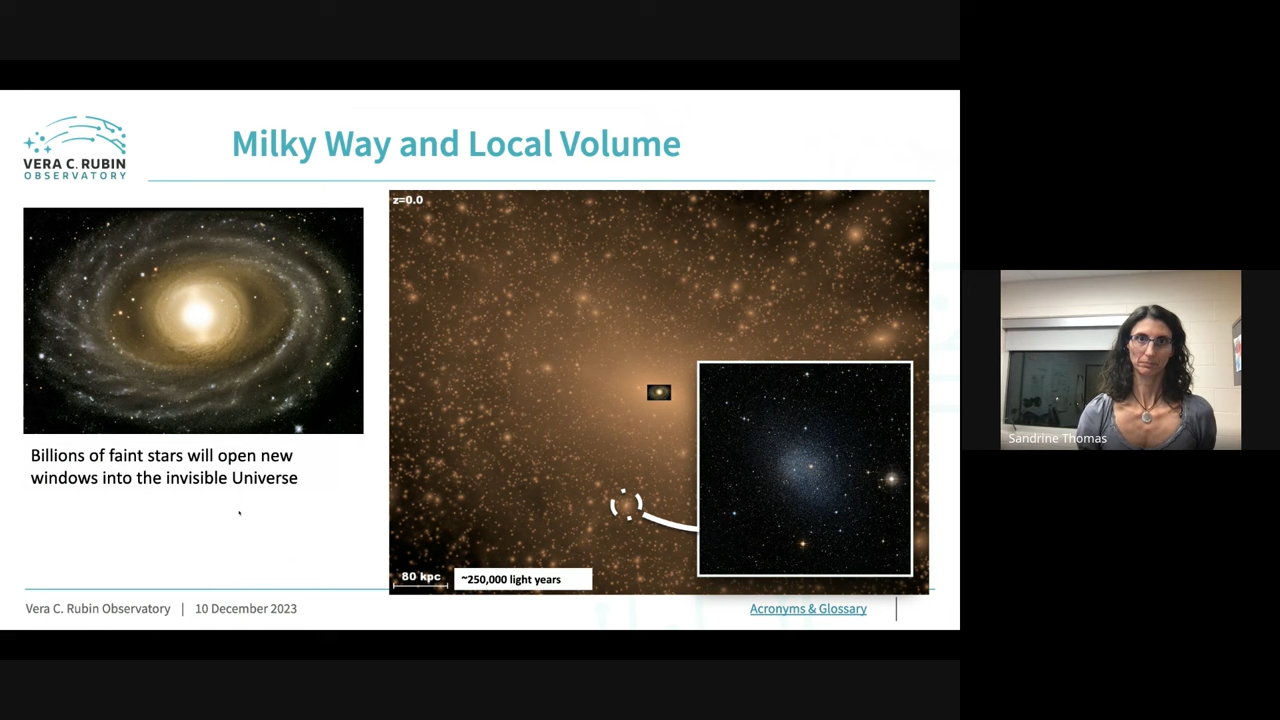 VERA C. RUBIN
OBSERVATORY
Milky Way and Local Volume
z=0.0
Billions of faint stars will open new
windows into the invisible Universe
80 kpc
~250,000 light years
Vera C. Rubin Observatory | 10 December 2023
Acronyms & Glossary
Sandrine Thomas